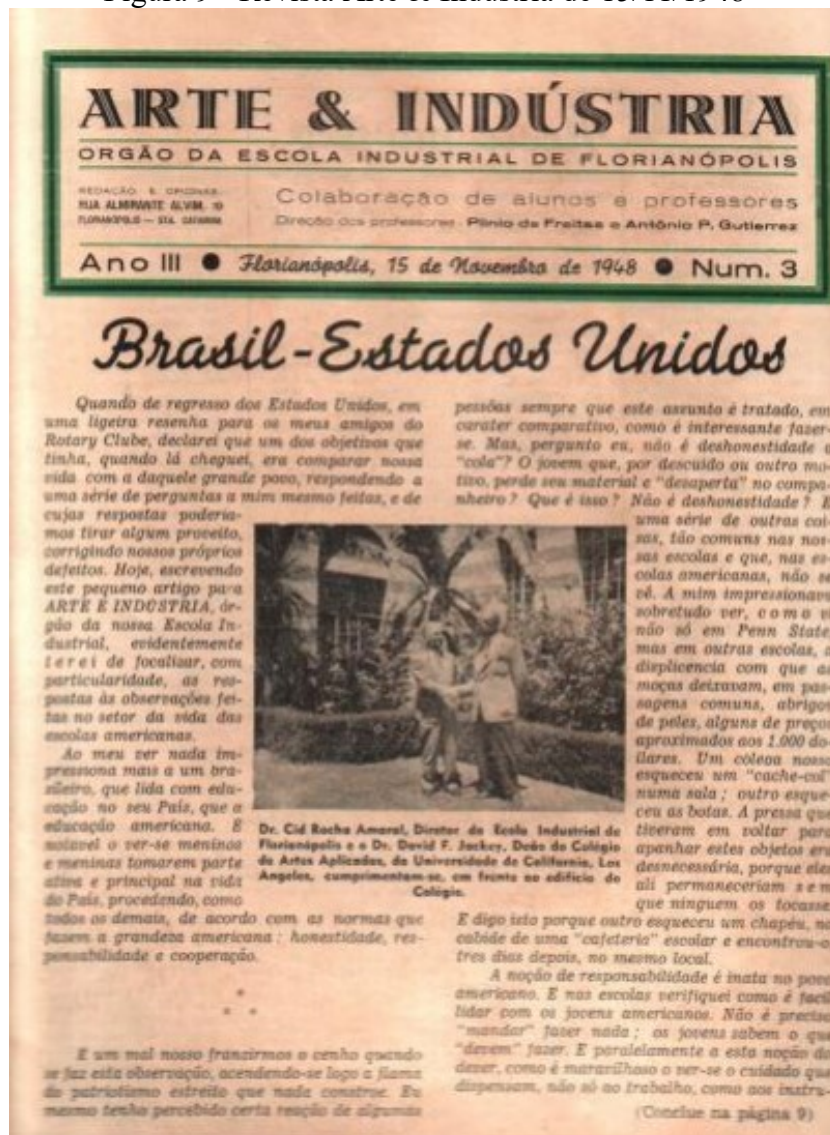 Figura 9 - Revista Arte & Indústria de 15/11/1948
ARTE & INDÚSTRIA
ORGÃO DA ESCOLA INDUSTRIAL DE FLORIANÓPOLIS
REDAÇÃO E OFICINAS:
RUA ALMIRANTE ALVIM, 19
FLORIANÓPOLIS — STA. CATARINA
Colaboração de alunos e professores
Direção dos professores Plinio de Freitas e Antônio P. Gutierrez
Ano III ● Florianópolis, 15 de Novembro de 1948 ● Num. 3
Brasil-Estados Unidos
Quando de regresso dos Estados Unidos, em
uma ligeira resenha para os meus amigos do
Rotary Clube, declarei que um dos objetivos que
tinha, quando lá cheguei, era comparar nossa
vida com a daquele grande povo, respondendo a
uma série de perguntas a mim mesmo feitas, e de
cujas respostas poderia-
mos tirar algum proveito,
corrigindo nossos próprios
defeitos. Hoje, escrevendo
este pequeno artigo para
ARTE E INDÚSTRIA, ór-
gão da nossa Escola In-
dustrial, evidentemente
terei de focalisar, com
particularidade, as res-
postas às observações fei-
tas no setor da vida das
escolas americanas.
Ao meu ver nada im-
pressiona mais a um bra-
sileiro, que lida com edu-
cação no seu País, que a
educação americana. É
notavel o ver-se meninos
e meninas tomarem parte
ativa e principal na vida
do País, procedendo, como
todos os demais, de acordo com as normas que
fazem a grandeza americana : honestidade, res-
ponsabilidade e cooperação.
*
* *
É um mal nosso franzirmos o cenho quando
se faz esta observação, acendendo-se logo a flama
do patriotismo estreito que nada constroe. Eu
mesmo tenho percebido certa reação de algumas
Dr. Cid Rocha Amaral, Diretor da Ecola Industrial de
Florianópolis e o Dr. David F. Jackey, Deão do Colégio
de Artes Aplicadas, da Universidade de California, Los
Angeles, cumprimentam-se, em frente ao edificio do
Colégio.
pessôas sempre que este assunto é tratado, em
carater comparativo, como é interessante fazer-
se. Mas, pergunto eu, não é deshonestidade a
"cola"? O jovem que, por descuido ou outro mo-
tivo, perde seu material e "desaperta" no compa-
nheiro ? Que é isso ? Não é deshonestidade ? E
uma série de outras coi-
sas, tão comuns nas nos-
sas escolas e que, nas es-
colas americanas, não se
vê. A mim impressionava
sobretudo ver, como vi
não só em Penn State,
mas em outras escolas, a
displicencia com que as
moças deixavam, em pas-
sagens comuns, abrigos
de peles, alguns de preços
aproximados aos 1.000 do-
llares. Um colega nosso
esqueceu um "cache-col"
numa sala ; outro esque-
ceu as botas. A pressa que
tiveram em voltar para
apanhar estes objetos era
desnecessária, porque eles
ali permaneceriam sem
que ninguem os tocasse.
E digo isto porque outro esqueceu um chapéu, no
cabide de uma "cafeteria" escolar e encontrou-o
tres dias depois, no mesmo local.
A noção de responsabilidade é inata no povo
americano. E nas escolas verifiquei como é facil
lidar com os jovens americanos. Não é preciso
"mandar" fazer nada ; os jovens sabem o que
"devem" fazer. E paralelamente a esta noção do
dever, como é maravilhoso o ver-se o cuidado que
dispensam, não só ao trabalho, como aos instru-
(Conclue na página 9)